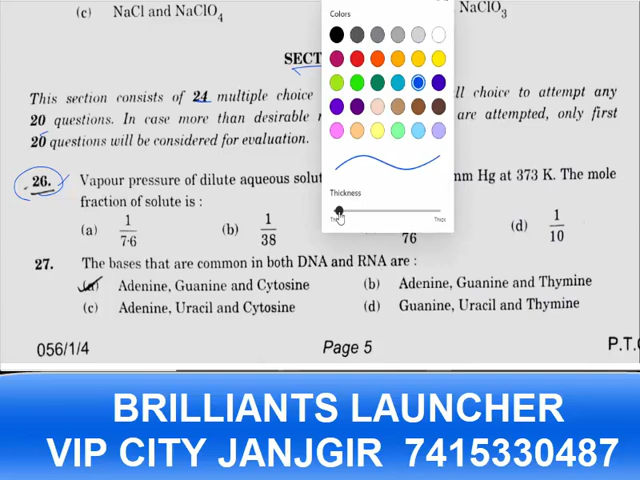 (c) NaCl and NaClO4 NaClO3
SECT
Colors
This section consists of 24 multiple choice ll choice to attempt any
20 questions. In case more than desirable are attempted, only first
20 questions will be considered for evaluation.
26. Vapour pressure of dilute aqueous solut mm Hg at 373 K. The mole
fraction of solute is :
Thickness
Thin Thick
(a) 1/7·6 (b) 1/38 76 (d) 1/10
27. The bases that are common in both DNA and RNA are :
(a) Adenine, Guanine and Cytosine (b) Adenine, Guanine and Thymine
(c) Adenine, Uracil and Cytosine (d) Guanine, Uracil and Thymine
056/1/4 Page 5 P.T.
BRILLIANTS LAUNCHER
VIP CITY JANJGIR 7415330487